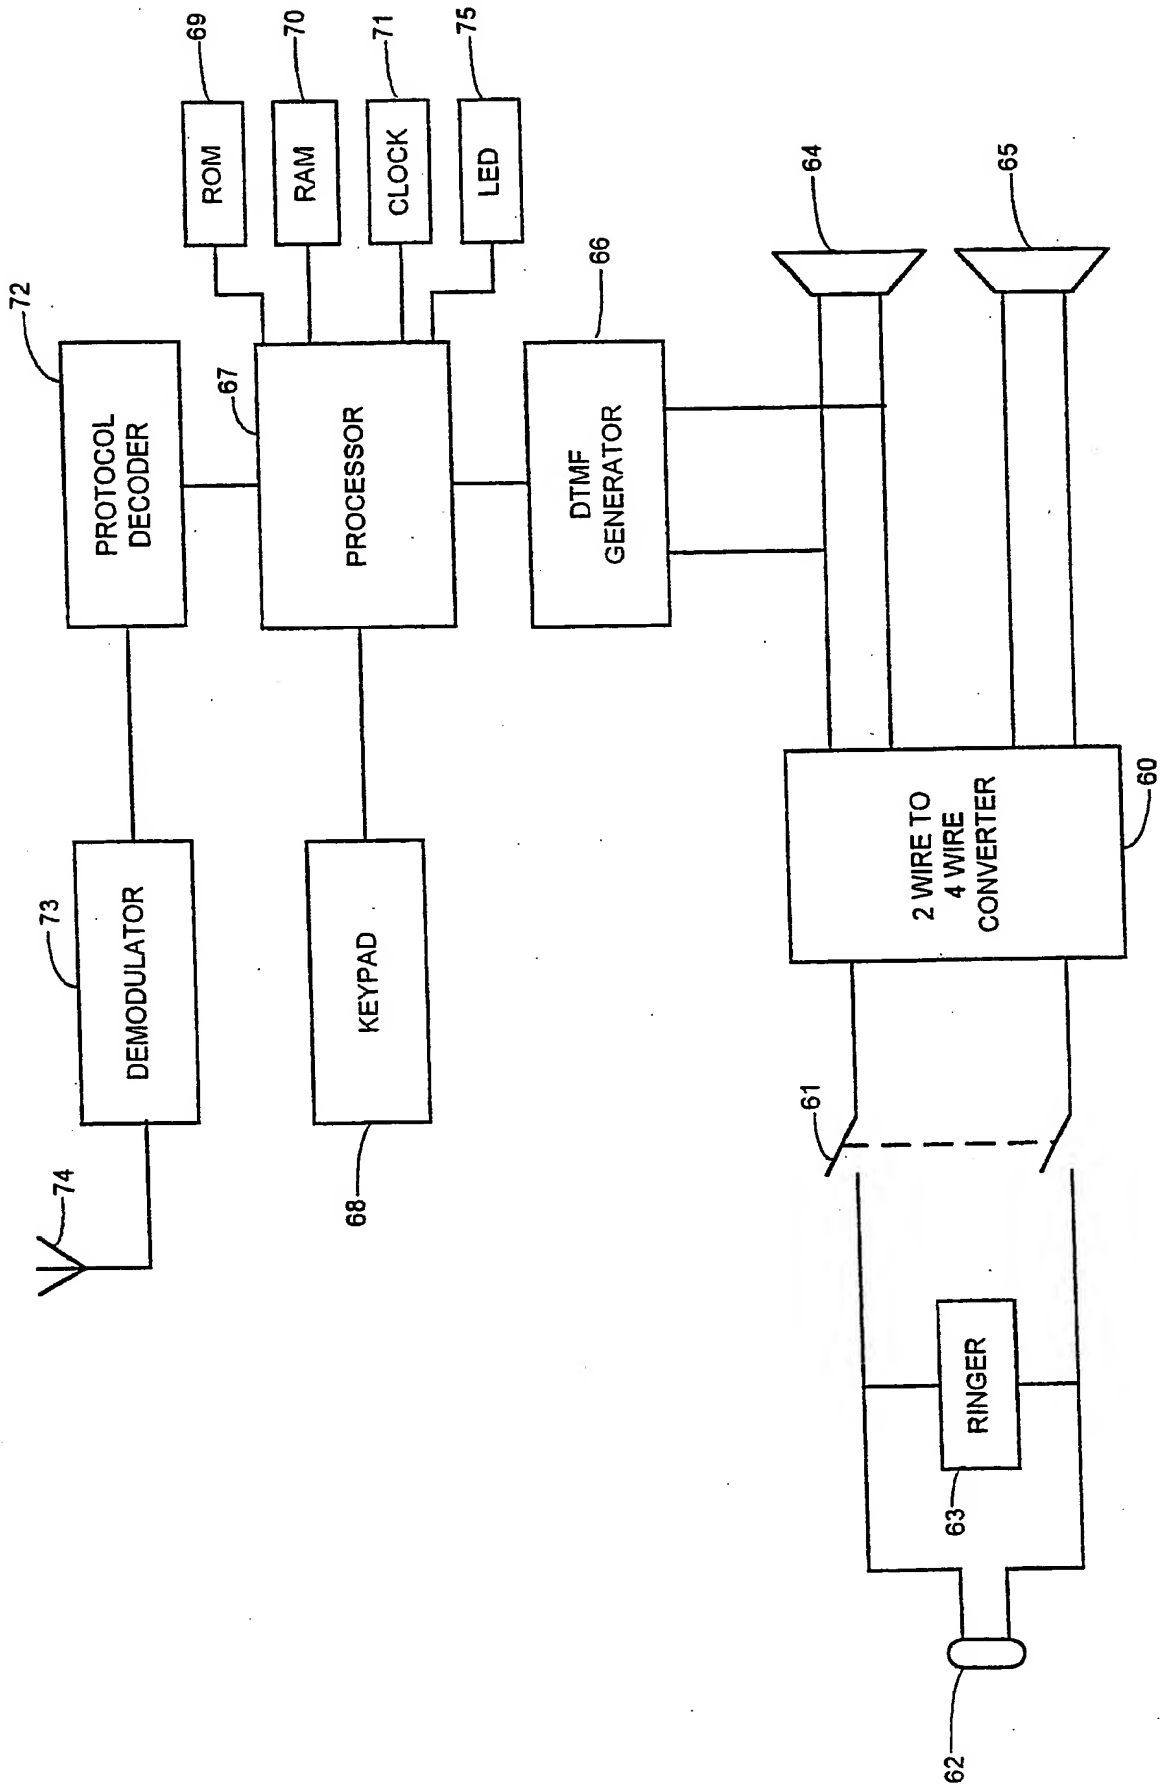 74
73
DEMODULATOR
72
PROTOCOL
DECODER
68
KEYPAD
67
PROCESSOR
69
ROM
70
RAM
71
CLOCK
75
LED
66
DTMF
GENERATOR
62
63
RINGER
61
2 WIRE TO
4 WIRE
CONVERTER
60
64
65